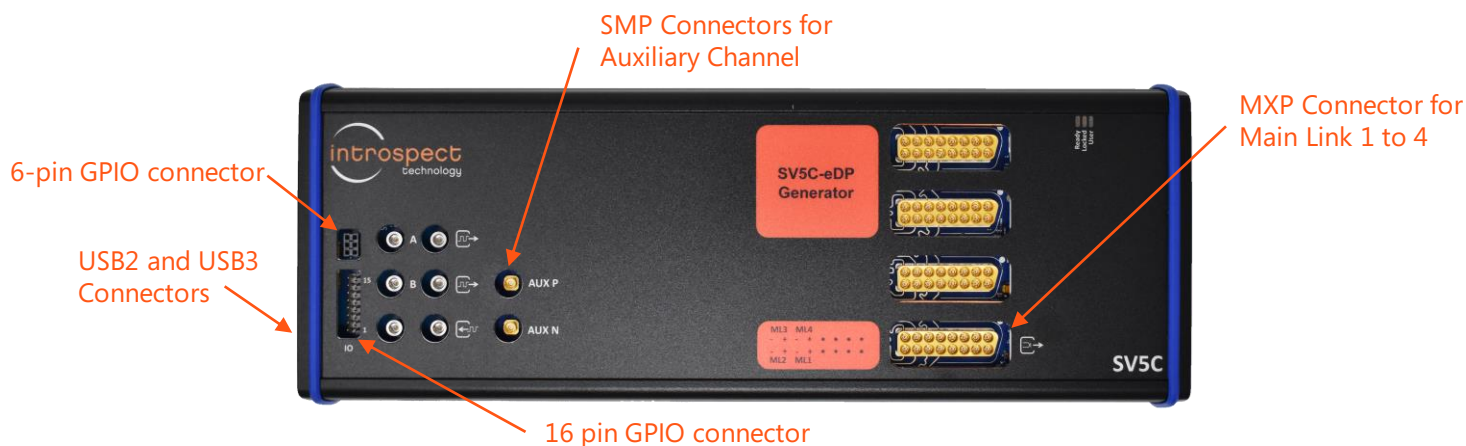 SMP Connectors for
Auxiliary Channel
MXP Connector for
Main Link 1 to 4
6-pin GPIO connector
USB2 and USB3
Connectors
16 pin GPIO connector
introspect
technology
SV5C-eDP
Generator
Ready
Locked
User
A
B
15
1
IO
AUX P
AUX N
ML3 ML4
- + - + + + + +
- + - + + + + +
ML2 ML1
SV5C